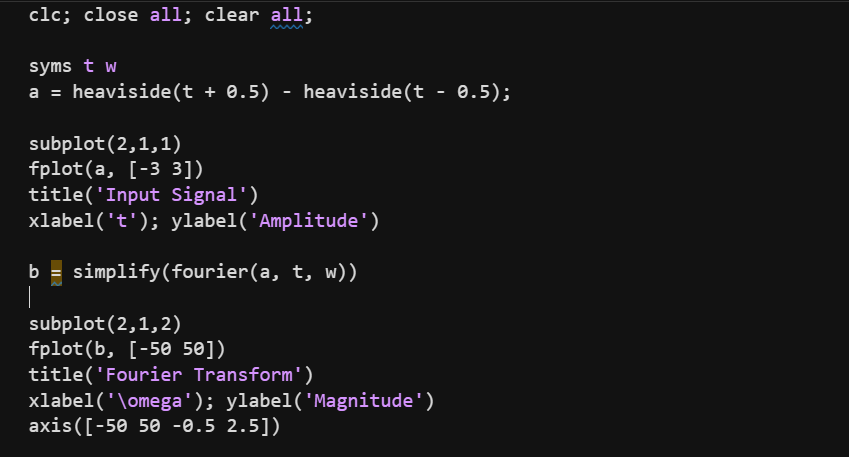 clc; close all; clear all;
syms t w
a = heaviside(t + 0.5) - heaviside(t - 0.5);
subplot(2,1,1)
fplot(a, [-3 3])
title('Input Signal')
xlabel('t'); ylabel('Amplitude')
b = simplify(fourier(a, t, w))
subplot(2,1,2)
fplot(b, [-50 50])
title('Fourier Transform')
xlabel('\omega'); ylabel('Magnitude')
axis([-50 50 -0.5 2.5])